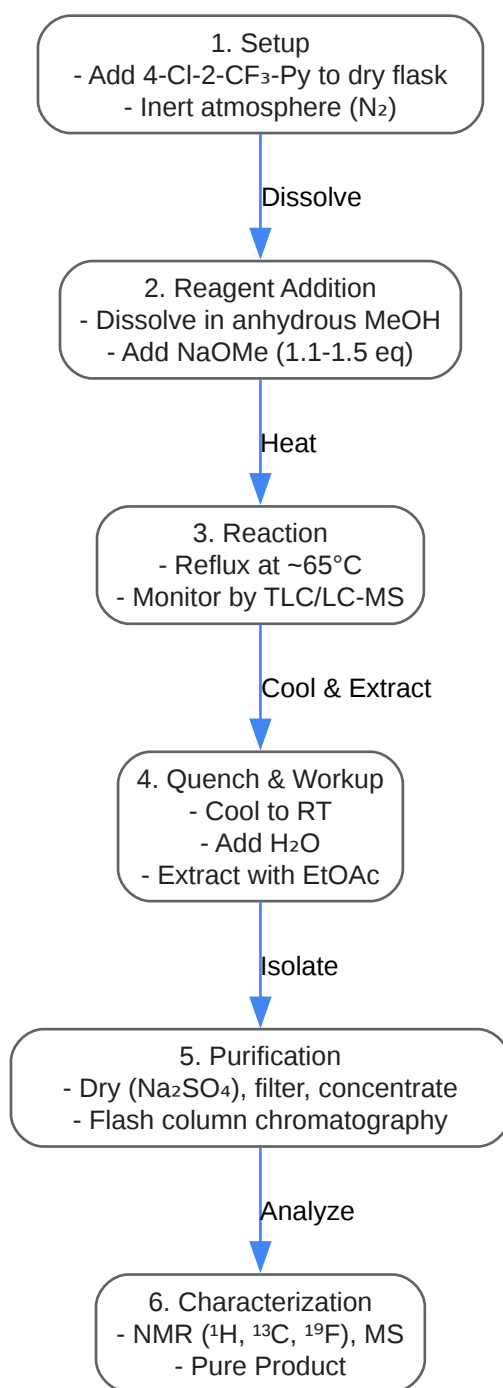 1. Setup
- Add 4-Cl-2-CF₃-Py to dry flask
- Inert atmosphere (N₂)
Dissolve
2. Reagent Addition
- Dissolve in anhydrous MeOH
- Add NaOMe (1.1-1.5 eq)
Heat
3. Reaction
- Reflux at ~65°C
- Monitor by TLC/LC-MS
Cool & Extract
4. Quench & Workup
- Cool to RT
- Add H₂O
- Extract with EtOAc
Isolate
5. Purification
- Dry (Na₂SO₄), filter, concentrate
- Flash column chromatography
Analyze
6. Characterization
- NMR (¹H, ¹³C, ¹⁹F), MS
- Pure Product